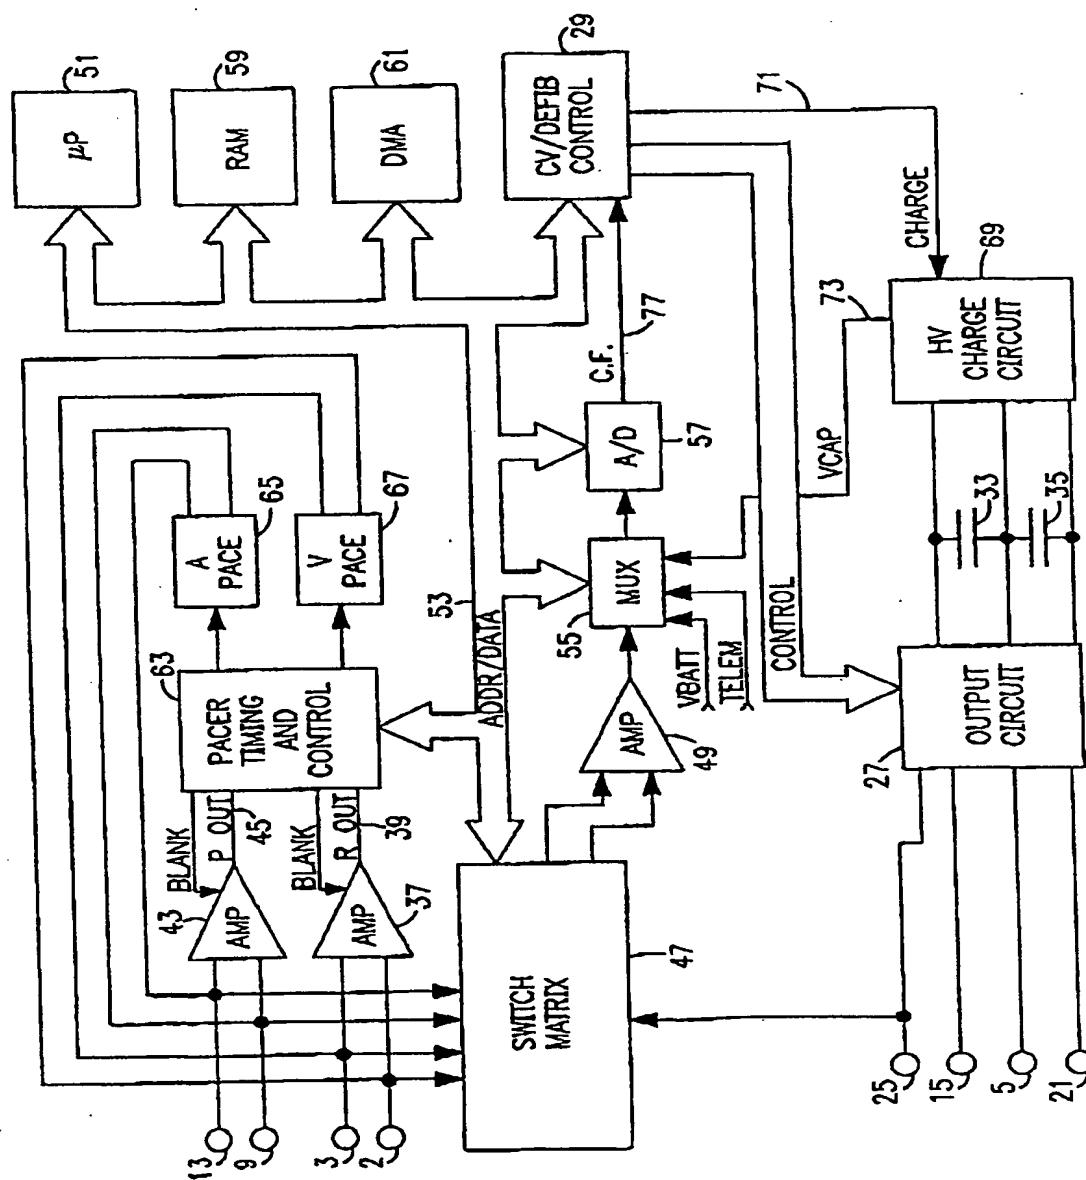 51
μP
59
RAM
61
DMA
29
CV/DEFIB
CONTROL
71
CHARGE
69
HV
CHARGE
CIRCUIT
73
VCAP
C.F.
77
A/D
57
65
A
PACE
67
V
PACE
53
ADDR/DATA
MUX
55
VBATT
TELEM
CONTROL
33
35
63
PACER
TIMING
AND
CONTROL
BLANK
P OUT
45
BLANK
R OUT
39
43
AMP
37
AMP
AMP
49
OUTPUT
CIRCUIT
27
SWITCH
MATRIX
47
13
9
3
2
25
15
5
21